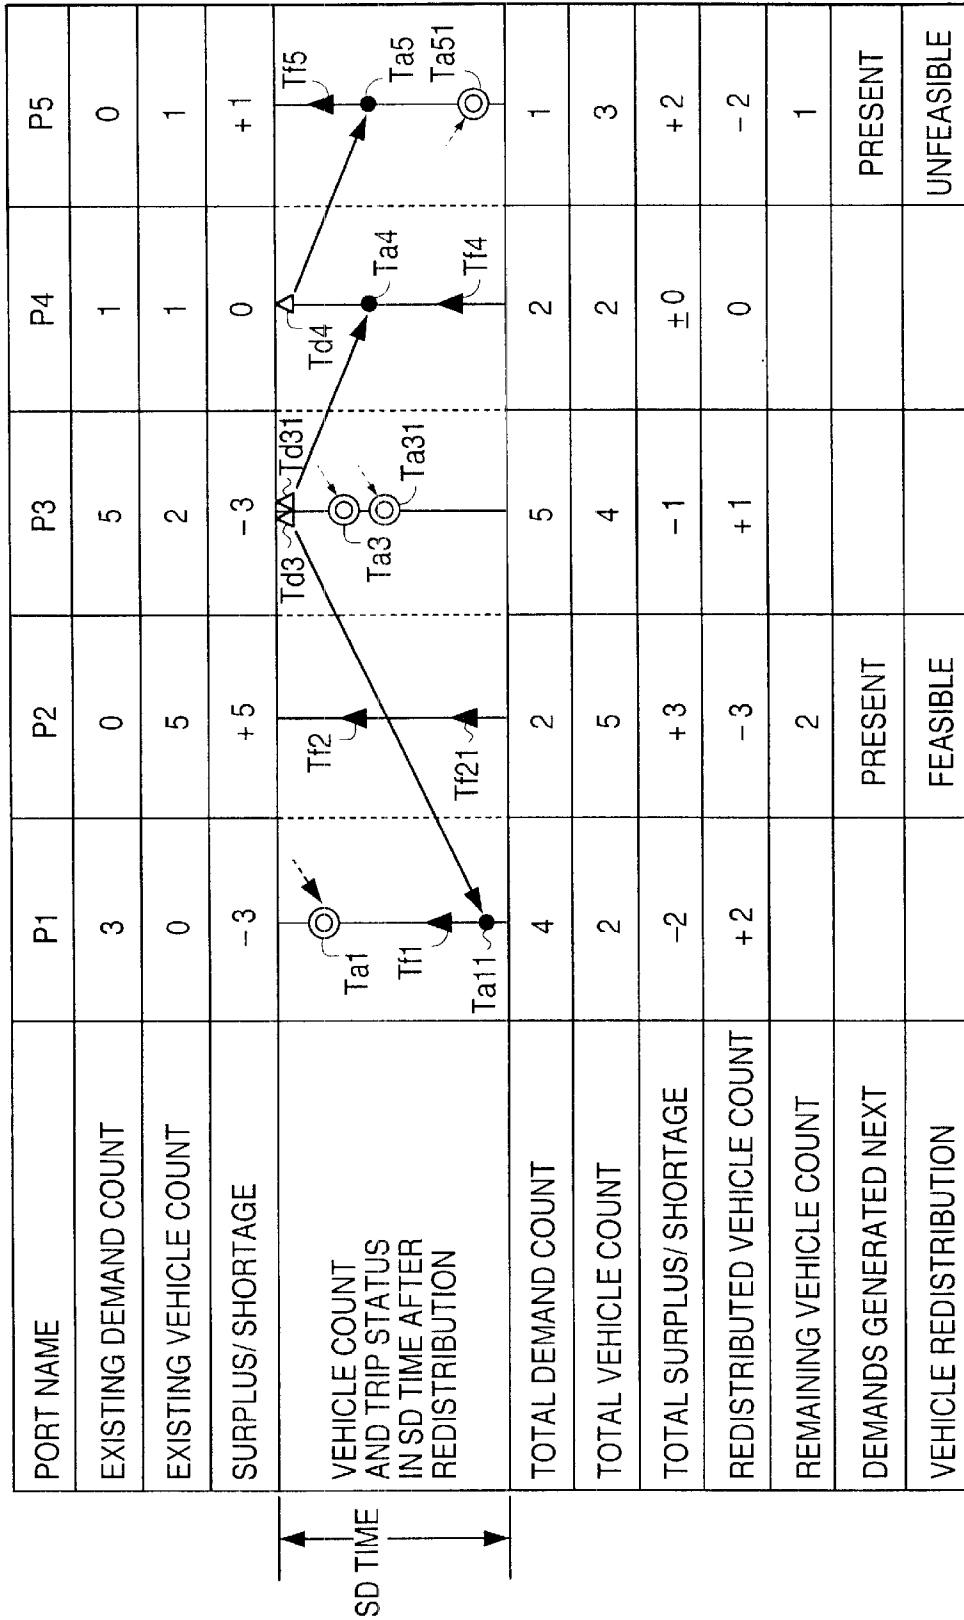 PORT NAME P1 P2 P3 P4 P5
EXISTING DEMAND COUNT 3 0 5 1 0
EXISTING VEHICLE COUNT 0 5 2 1 1
SURPLUS/SHORTAGE −3 +5 −3 0 +1
SD TIME
VEHICLE COUNT
AND TRIP STATUS
IN SD TIME AFTER
REDISTRIBUTION
Ta1
Tf1
Ta11
Tf2
Tf21
Td3
Td31
Ta3
Ta31
Td4
Ta4
Tf4
Tf5
Ta5
Ta51
TOTAL DEMAND COUNT 4 2 5 2 1
TOTAL VEHICLE COUNT 2 5 4 2 3
TOTAL SURPLUS/SHORTAGE −2 +3 −1 ±0 +2
REDISTRIBUTED VEHICLE COUNT +2 −3 +1 0 −2
REMAINING VEHICLE COUNT 2 1
DEMANDS GENERATED NEXT PRESENT PRESENT
VEHICLE REDISTRIBUTION FEASIBLE UNFEASIBLE